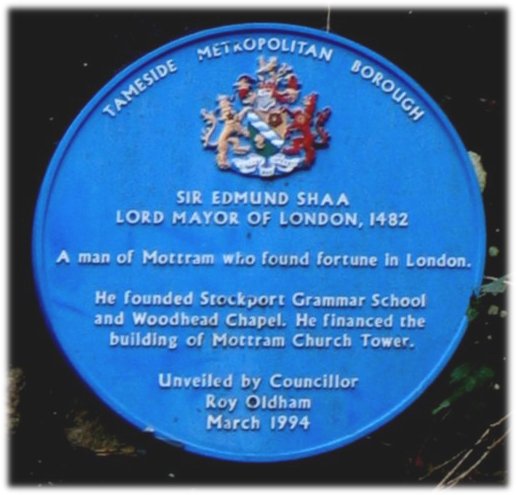 TAMESIDE METROPOLITAN BOROUGH
SIR EDMUND SHAA
LORD MAYOR OF LONDON, 1482
A man of Mottram who found fortune in London.
He founded Stockport Grammar School
and Woodhead Chapel. He financed the
building of Mottram Church Tower.
Unveiled by Councillor
Roy Oldham
March 1994